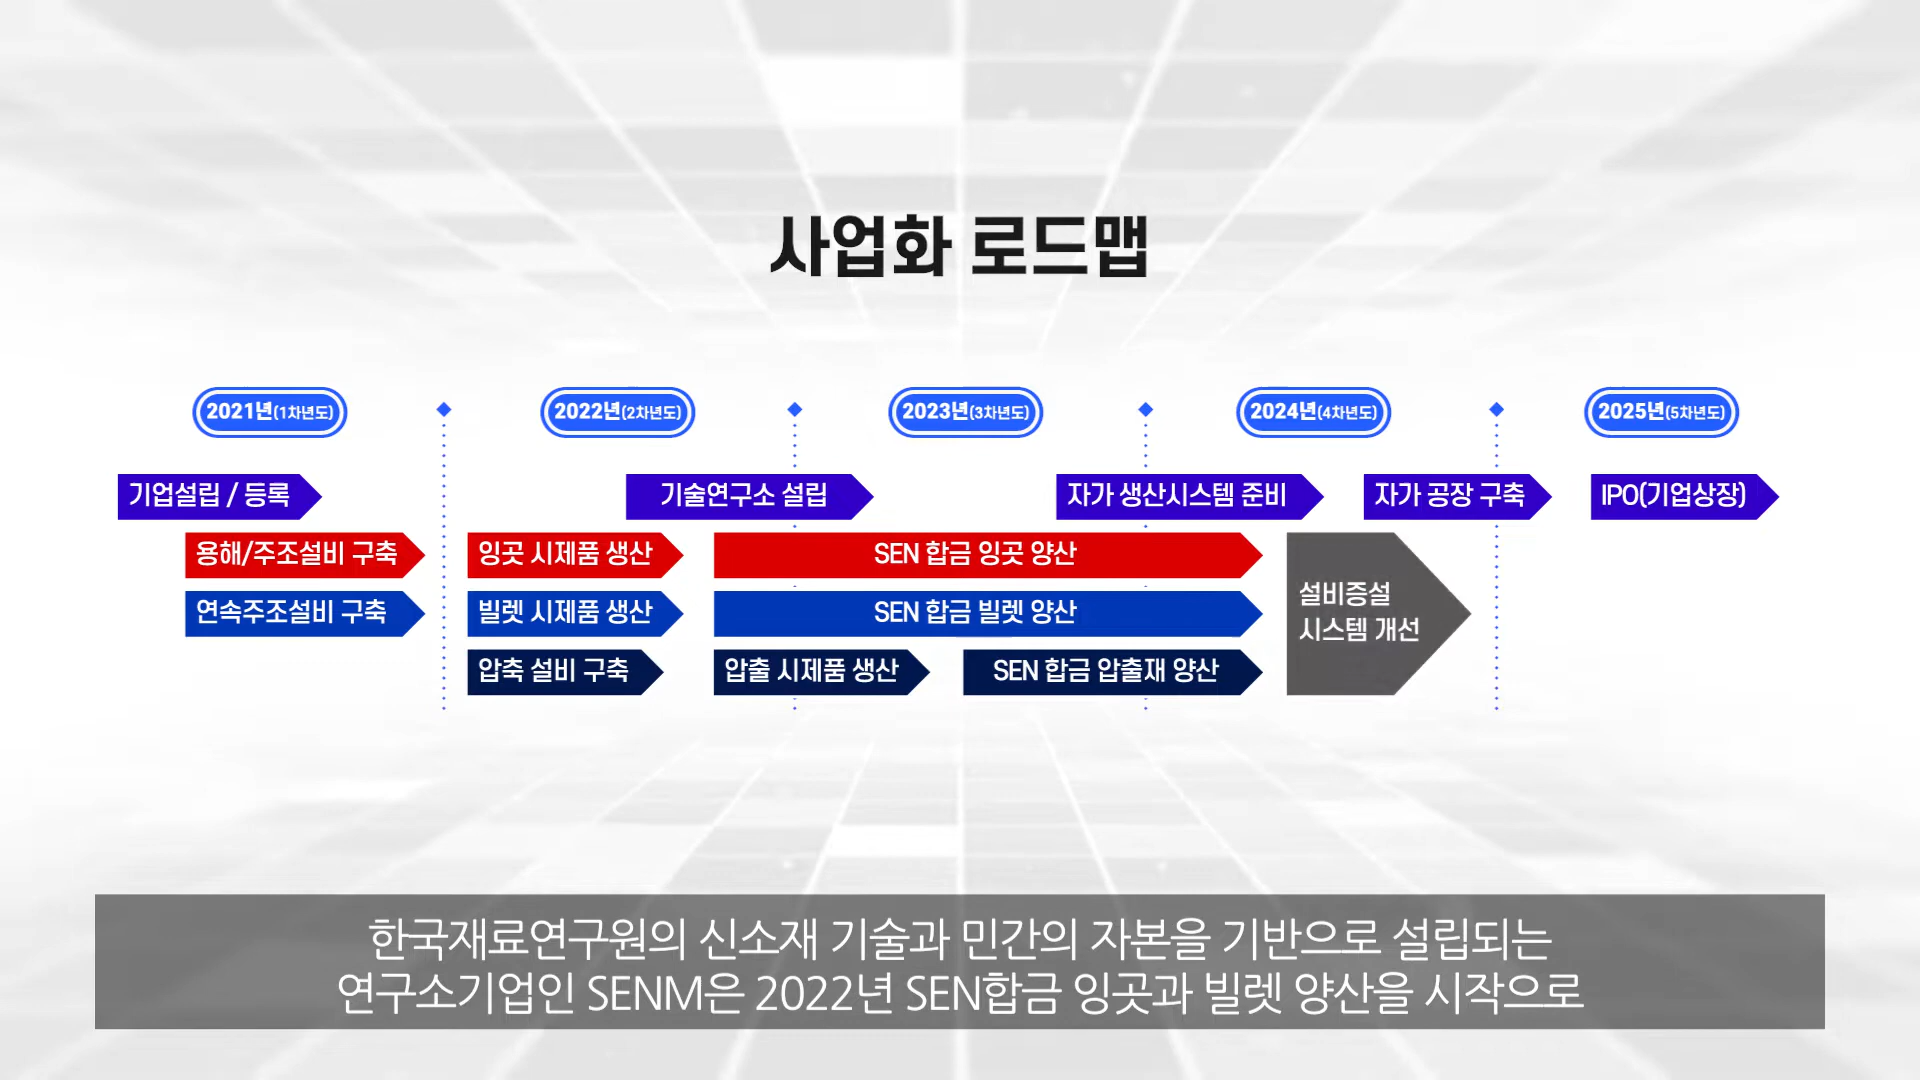 사업화 로드맵
2021년(1차년도) 2022년(2차년도) 2023년(3차년도) 2024년(4차년도) 2025년(5차년도)
기업설립 / 등록 기술연구소 설립 자가 생산시스템 준비 자가 공장 구축 IPO(기업상장)
용해/주조설비 구축 잉곳 시제품 생산 SEN 합금 잉곳 양산
연속주조설비 구축 빌렛 시제품 생산 SEN 합금 빌렛 양산
설비증설
시스템 개선
압축 설비 구축 압출 시제품 생산 SEN 합금 압출재 양산
한국재료연구원의 신소재 기술과 민간의 자본을 기반으로 설립되는
연구소기업인 SENM은 2022년 SEN합금 잉곳과 빌렛 양산을 시작으로